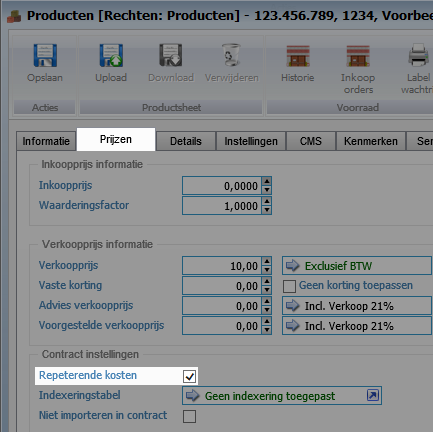 Producten [Rechten: Producten] - 123.456.789, 1234, Voorbee
Opslaan Upload Download Verwijderen Historie Inkoop orders Label wachtr
Acties Productsheet Voorraad
Informatie Prijzen Details Instellingen CMS Kenmerken Ser
Inkoopprijs informatie
Inkoopprijs 0,0000
Waarderingsfactor 1,0000
Verkoopprijs informatie
Verkoopprijs 10,00 Exclusief BTW
Vaste korting 0,00 Geen korting toepassen
Advies verkoopprijs 0,00 Incl. Verkoop 21%
Voorgestelde verkoopprijs 0,00 Incl. Verkoop 21%
Contract instellingen
Repeterende kosten
Indexeringstabel Geen indexering toegepast
Niet importeren in contract